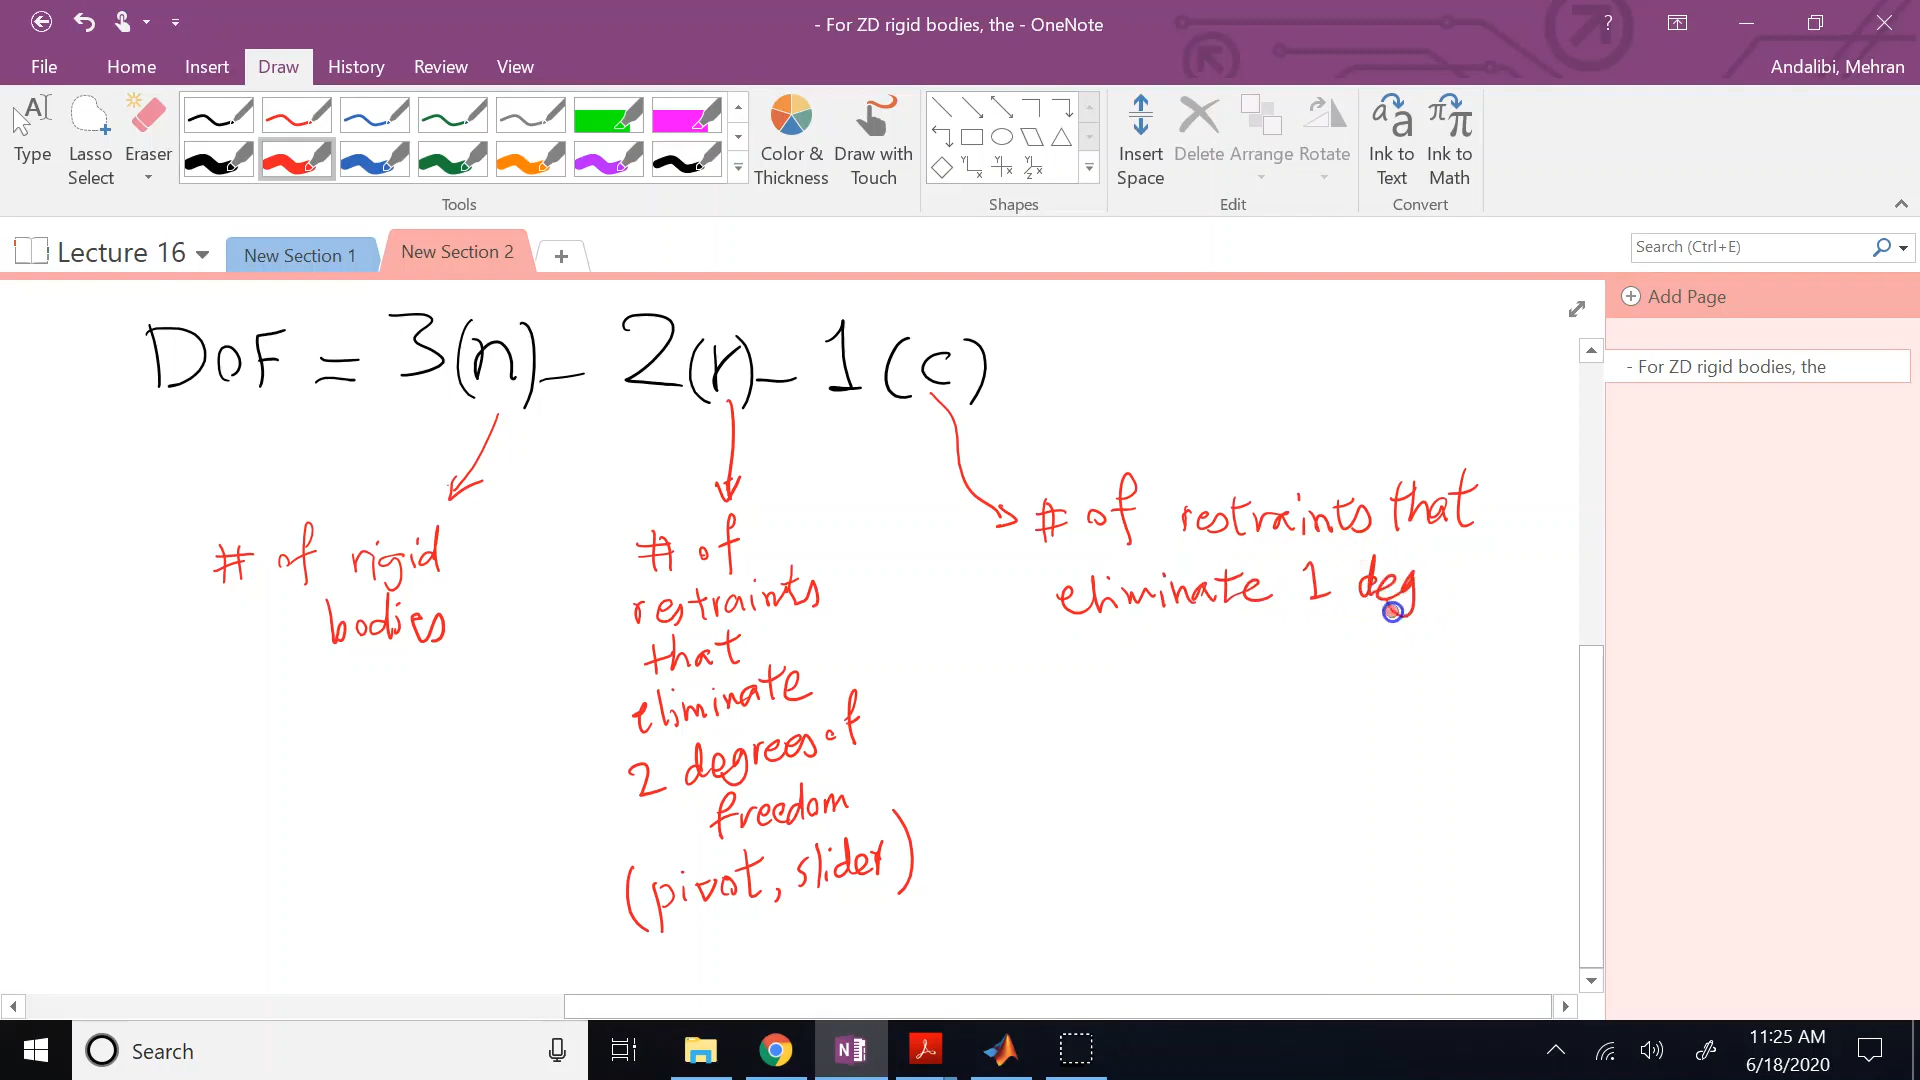 - For ZD rigid bodies, the - OneNote
?
File Home Insert Draw History Review View
Andalibi, Mehran
Type
Lasso Select
Eraser
Color & Thickness
Draw with Touch
Insert Space
Delete
Arrange
Rotate
Ink to Text
Ink to Math
Tools
Shapes
Edit
Convert
Lecture 16
New Section 1
New Section 2
Search (Ctrl+E)
Add Page
- For ZD rigid bodies, the
DoF = 3(n) - 2(r) - 1(c)
# of rigid
bodies
# of
restraints
that
eliminate
2 degrees of
freedom
(pivot, slider)
# of restraints that
eliminate 1 deg
Search
11:25 AM
6/18/2020